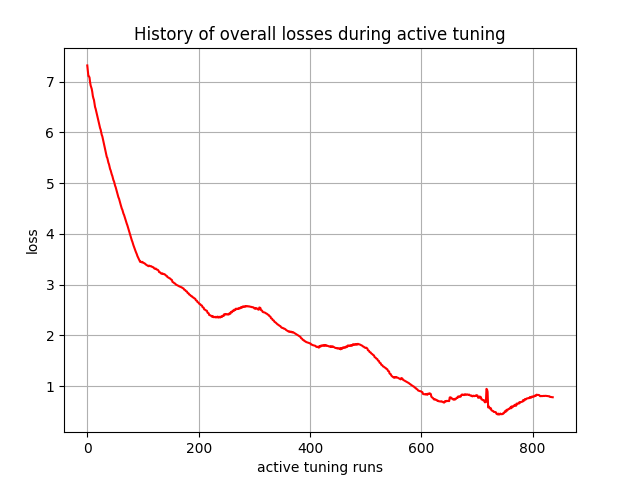 History of overall losses during active tuning
7
6
5
4
3
2
1
loss
0 200 400 600 800
active tuning runs